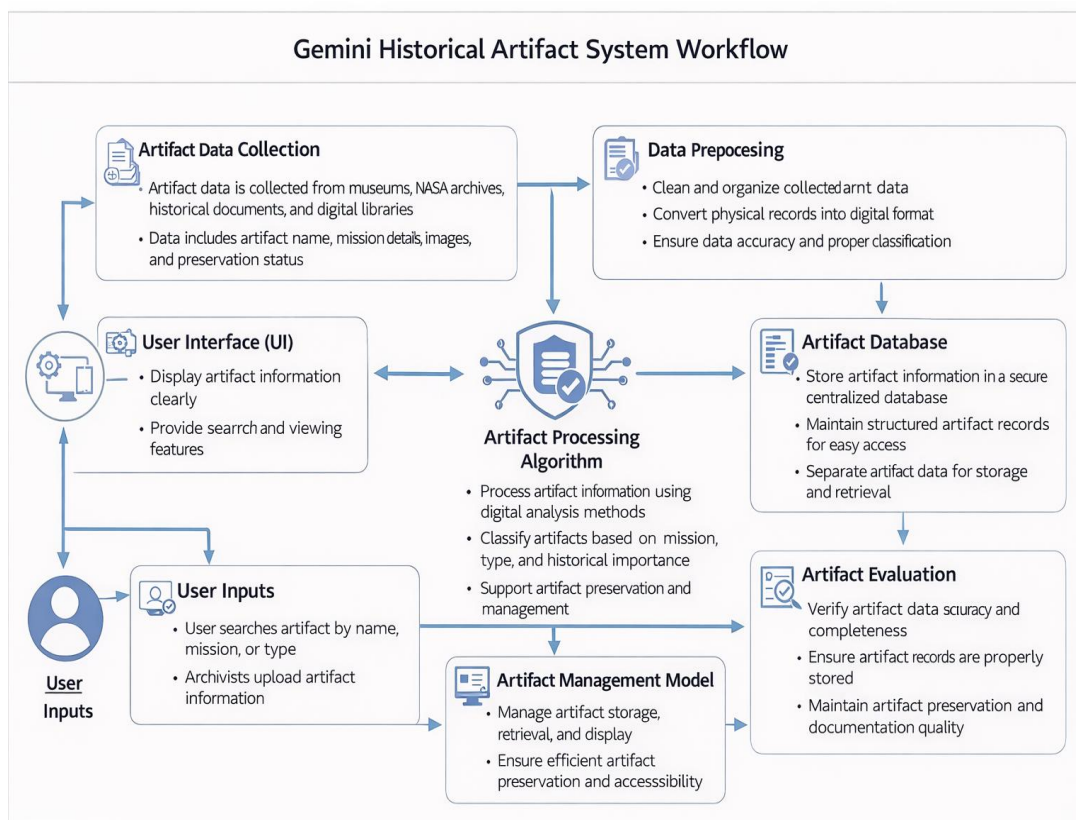 Gemini Historical Artifact System Workflow
Artifact Data Collection
• Artifact data is collected from museums, NASA archives,
historical documents, and digital libraries
• Data includes artifact name, mission details, images,
and preservation status
Data Prepocesing
• Clean and organize collectedarnt data
• Convert physical records into digital format
• Ensure data accuracy and proper classification
User Interface (UI)
• Display artifact information
clearly
• Provide searrch and viewing
features
Artifact Processing
Algorithm
• Process artifact information using
digital analysis methods
• Classify artifacts based on mission,
type, and historical importance
• Support artifact preservation and
management
Artifact Database
• Store artifact information in a secure
centralized database
• Maintain structured artifact records
for easy access
• Separate artifact data for storage
and retrieval
User
Inputs
User Inputs
• User searches artifact by name,
mission, or type
• Archivists upload artifact
information
Artifact Management Model
• Manage artifact storage,
retrieval, and display
• Ensure efficient artifact
preservation and accesssibility
Artifact Evaluation
Verify artifact data scuracy and
completeness
• Ensure artifact records are properly
stored
• Maintain artifact preservation and
documentation quality